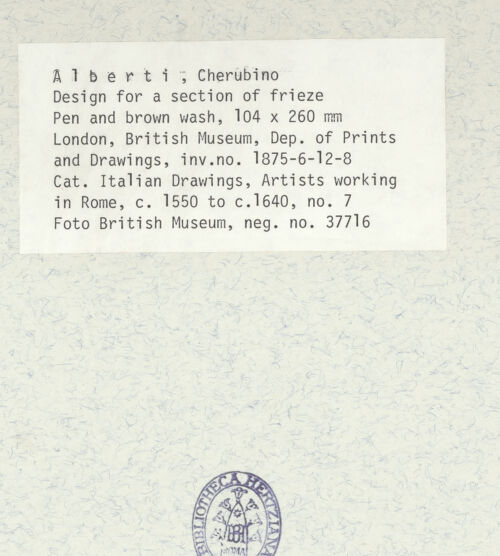 A l b e r t i , Cherubino
Design for a section of frieze
Pen and brown wash, 104 x 260 mm
London, British Museum, Dep. of Prints
and Drawings, inv.no. 1875-6-12-8
Cat. Italian Drawings, Artists working
in Rome, c. 1550 to c.1640, no. 7
Foto British Museum, neg. no. 37716
BIBLIOTHECA HERTZIANA
ROMA